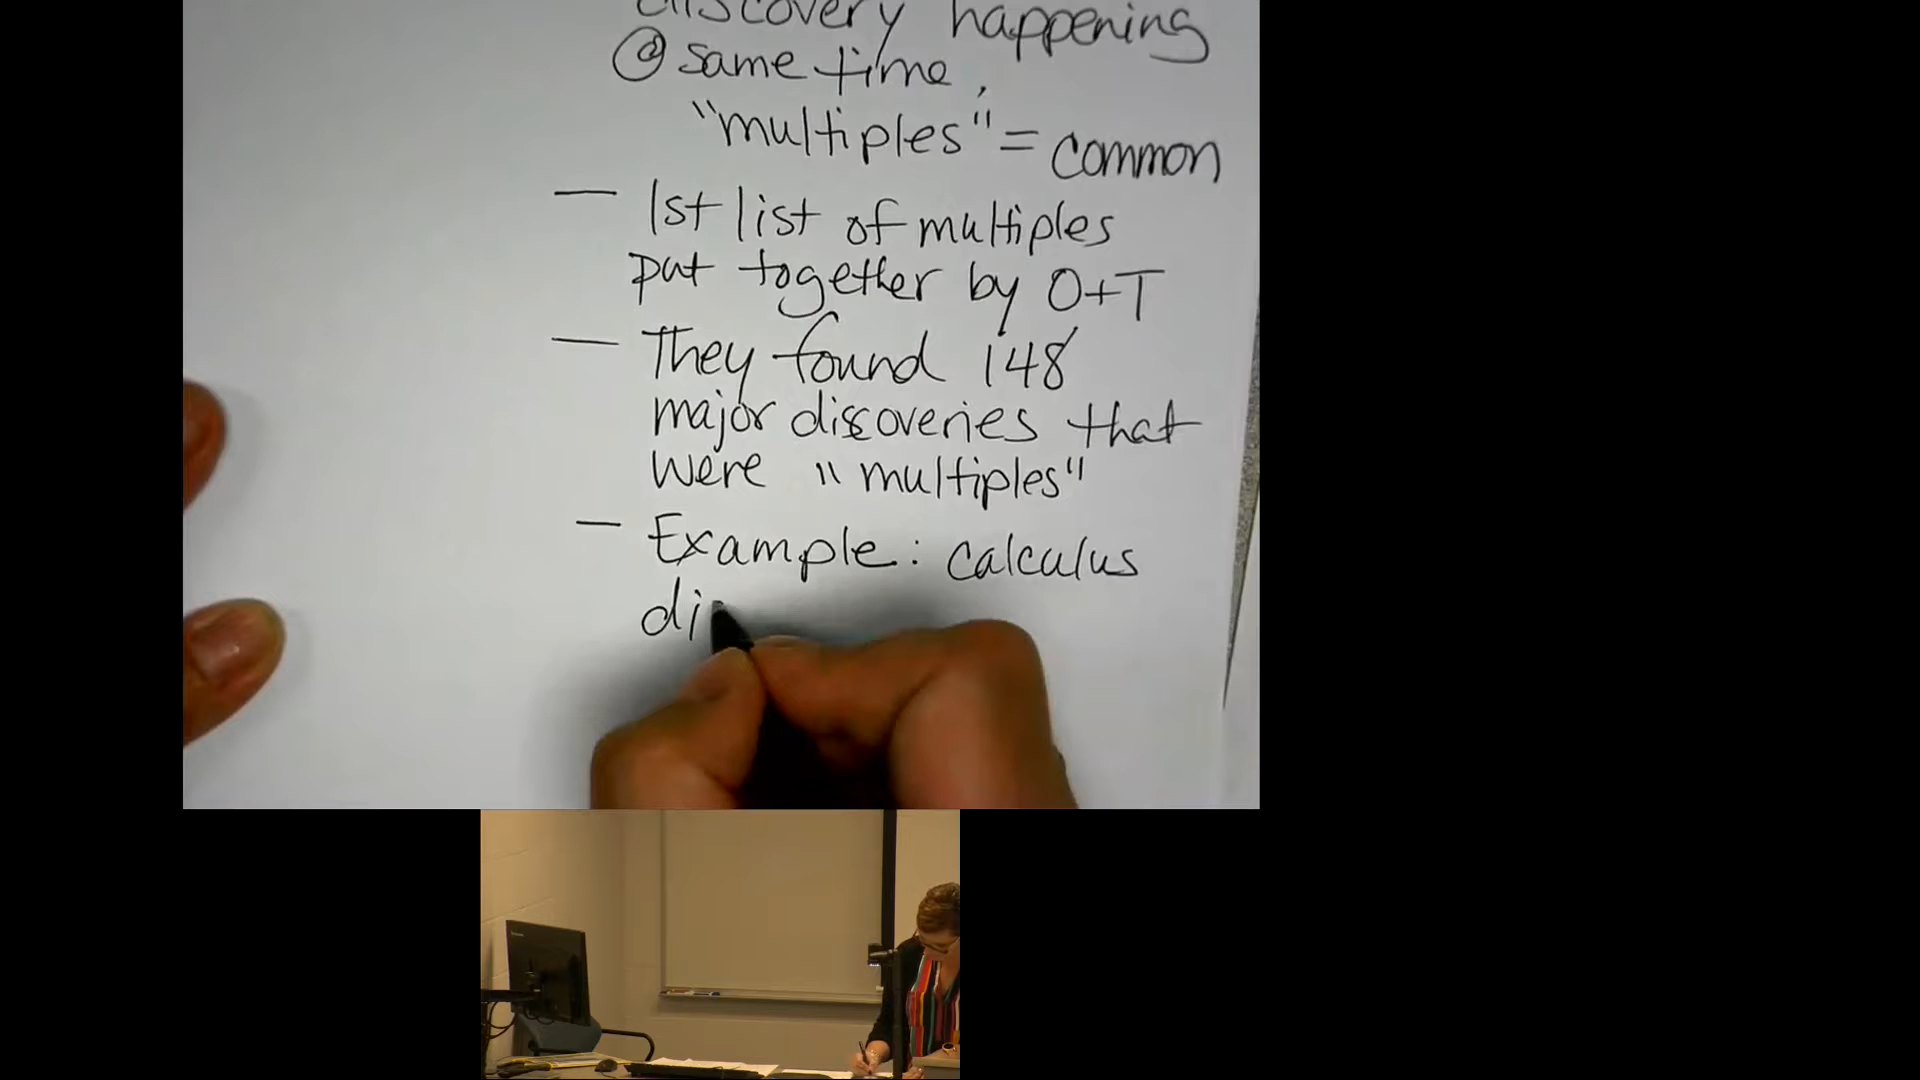 discovery happening
@ same time,
"multiples" = common
— 1st list of multiples
put together by O+T
— They found 148
major discoveries that
were "multiples"
— Example: calculus
di